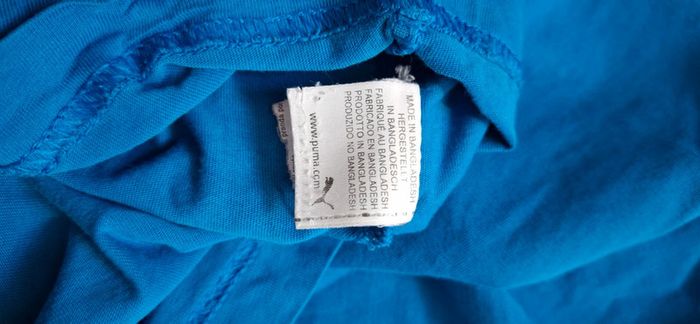 MADE IN BANGLADESH
HERGESTELLT
IN BANGLADESCH
FABRIQUÉ AU BANGLADESH
FABRICADO EN BANGLADESH
PRODOTTO IN BANGLADESH
PRODUZIDO NO BANGLADESH
www.puma.com